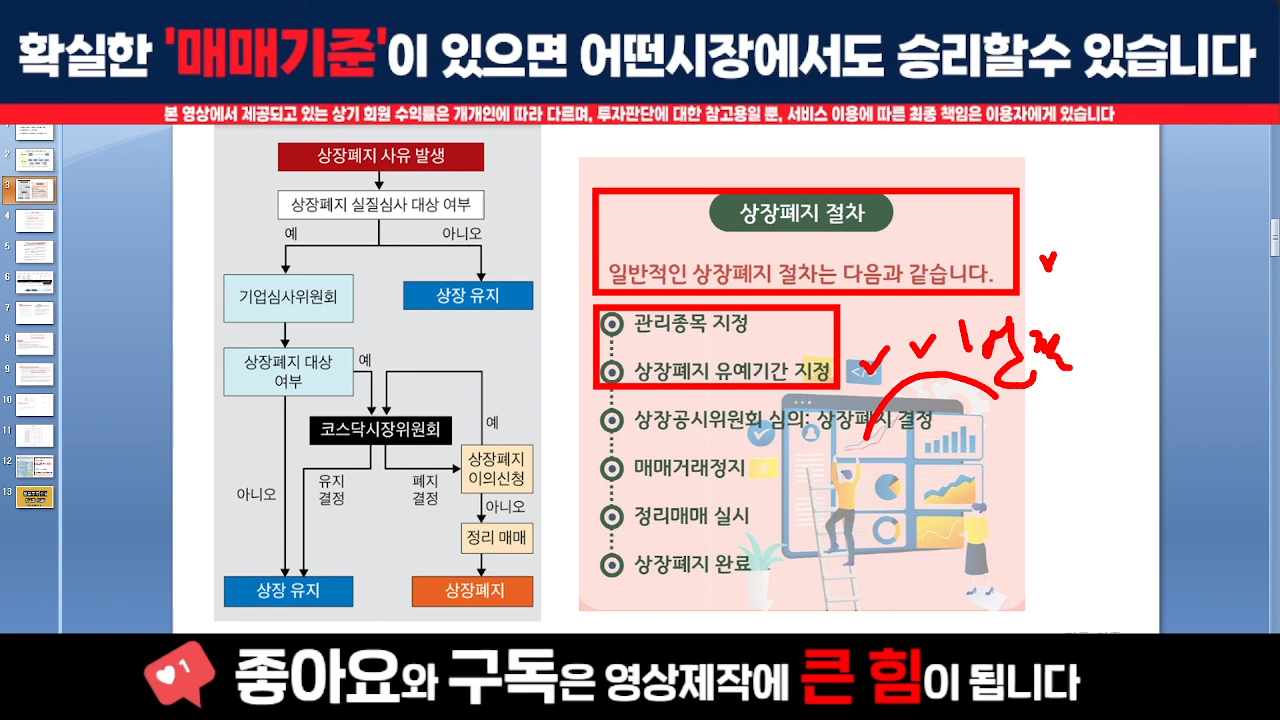 확실한 '매매기준'이 있으면 어떤시장에서도 승리할수 있습니다
본 영상에서 제공되고 있는 상기 회원 수익률은 개개인에 따라 다르며, 투자판단에 대한 참고용일 뿐, 서비스 이용에 따른 최종 책임은 이용자에게 있습니다
2
3
4
5
6
7
8
9
10
11
12
13
상장폐지 사유 발생
상장폐지 실질심사 대상 여부
예
아니오
기업심사위원회
상장 유지
상장폐지 대상
여부
예
코스닥시장위원회
예
상장폐지
이의신청
아니오
유지
결정
폐지
결정
아니오
정리 매매
상장 유지
상장폐지
상장폐지 절차
일반적인 상장폐지 절차는 다음과 같습니다.
관리종목 지정
상장폐지 유예기간 지정
</>
상장공시위원회 심의: 상장폐지 결정
매매거래정지
정리매매 실시
상장폐지 완료
1
좋아요와 구독은 영상제작에 큰 힘이 됩니다